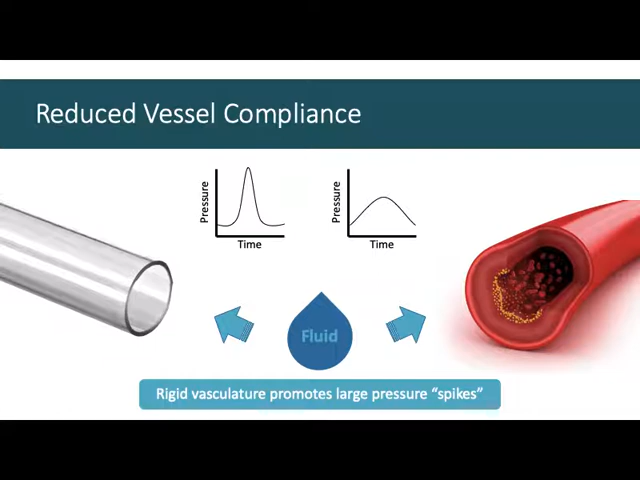 Reduced Vessel Compliance
Pressure
Time
Pressure
Time
Fluid
Rigid vasculature promotes large pressure “spikes”